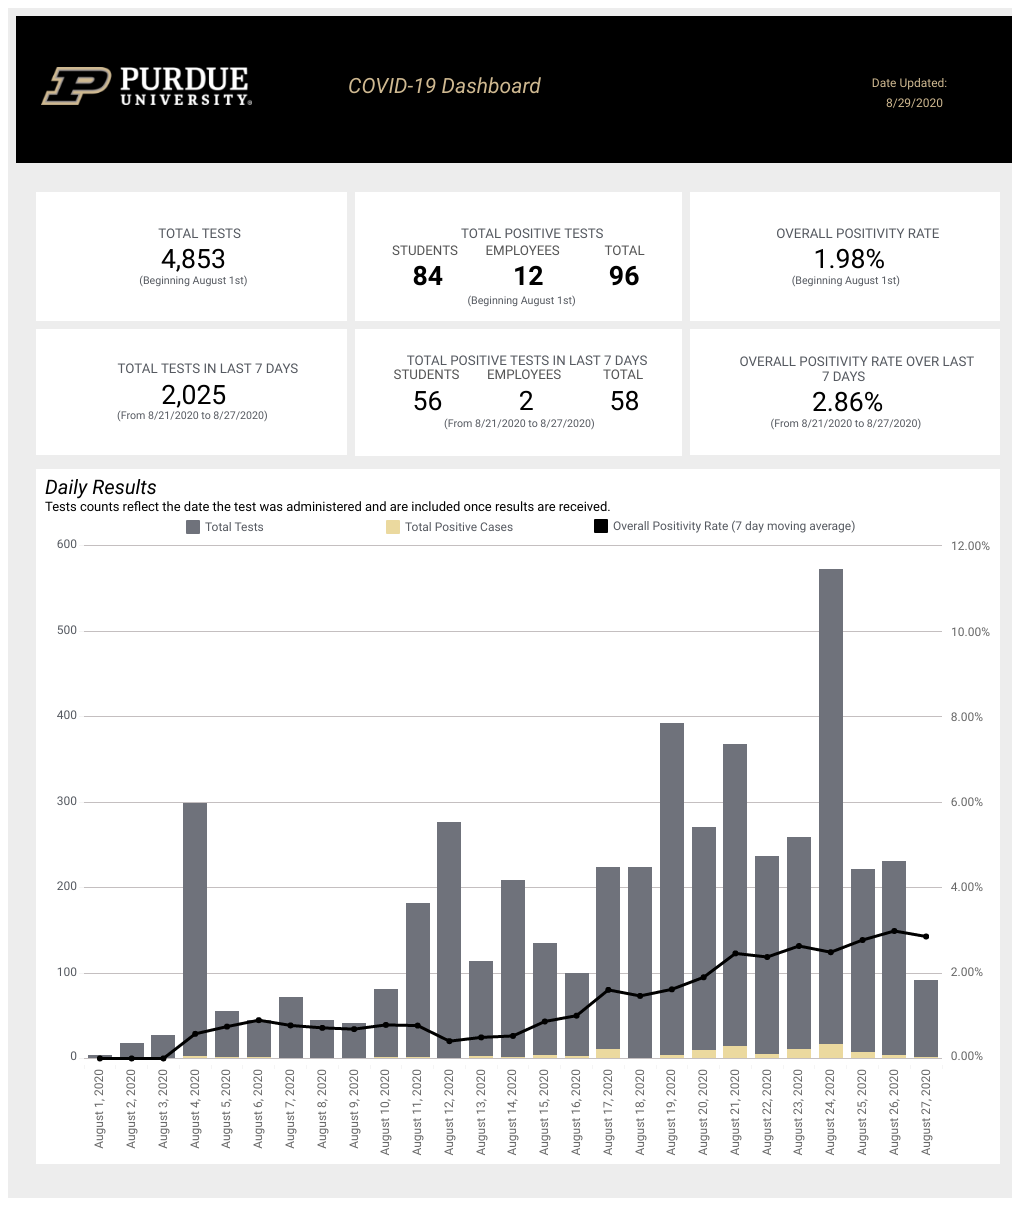 PURDUE
UNIVERSITY®
COVID-19 Dashboard
Date Updated:
8/29/2020
TOTAL TESTS
4,853
(Beginning August 1st)
TOTAL POSITIVE TESTS
STUDENTS EMPLOYEES TOTAL
84 12 96
(Beginning August 1st)
OVERALL POSITIVITY RATE
1.98%
(Beginning August 1st)
TOTAL TESTS IN LAST 7 DAYS
2,025
(From 8/21/2020 to 8/27/2020)
TOTAL POSITIVE TESTS IN LAST 7 DAYS
STUDENTS EMPLOYEES TOTAL
56 2 58
(From 8/21/2020 to 8/27/2020)
OVERALL POSITIVITY RATE OVER LAST
7 DAYS
2.86%
(From 8/21/2020 to 8/27/2020)
Daily Results
Tests counts reflect the date the test was administered and are included once results are received.
Total Tests Total Positive Cases Overall Positivity Rate (7 day moving average)
600 12.00%
500 10.00%
400 8.00%
300 6.00%
200 4.00%
100 2.00%
0 0.00%
August 1, 2020
August 2, 2020
August 3, 2020
August 4, 2020
August 5, 2020
August 6, 2020
August 7, 2020
August 8, 2020
August 9, 2020
August 10, 2020
August 11, 2020
August 12, 2020
August 13, 2020
August 14, 2020
August 15, 2020
August 16, 2020
August 17, 2020
August 18, 2020
August 19, 2020
August 20, 2020
August 21, 2020
August 22, 2020
August 23, 2020
August 24, 2020
August 25, 2020
August 26, 2020
August 27, 2020